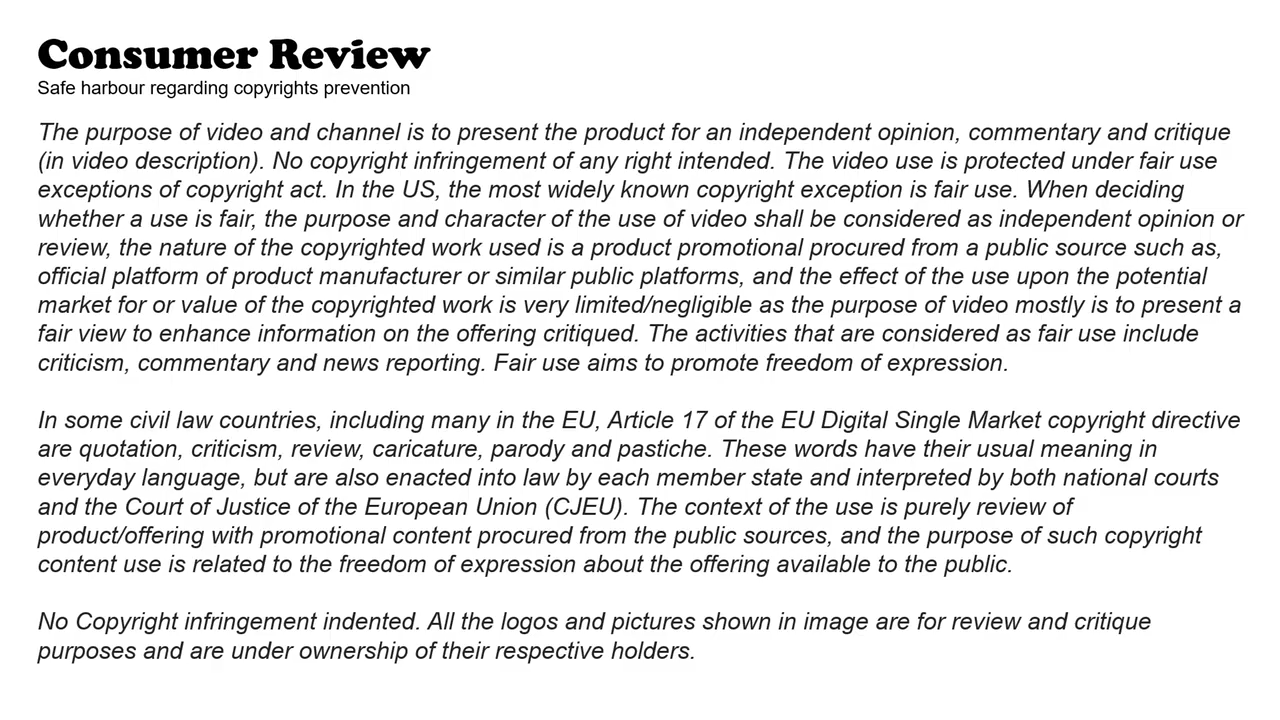 Consumer Review
Safe harbour regarding copyrights prevention
The purpose of video and channel is to present the product for an independent opinion, commentary and critique
(in video description). No copyright infringement of any right intended. The video use is protected under fair use
exceptions of copyright act. In the US, the most widely known copyright exception is fair use. When deciding
whether a use is fair, the purpose and character of the use of video shall be considered as independent opinion or
review, the nature of the copyrighted work used is a product promotional procured from a public source such as,
official platform of product manufacturer or similar public platforms, and the effect of the use upon the potential
market for or value of the copyrighted work is very limited/negligible as the purpose of video mostly is to present a
fair view to enhance information on the offering critiqued. The activities that are considered as fair use include
criticism, commentary and news reporting. Fair use aims to promote freedom of expression.
In some civil law countries, including many in the EU, Article 17 of the EU Digital Single Market copyright directive
are quotation, criticism, review, caricature, parody and pastiche. These words have their usual meaning in
everyday language, but are also enacted into law by each member state and interpreted by both national courts
and the Court of Justice of the European Union (CJEU). The context of the use is purely review of
product/offering with promotional content procured from the public sources, and the purpose of such copyright
content use is related to the freedom of expression about the offering available to the public.
No Copyright infringement indented. All the logos and pictures shown in image are for review and critique
purposes and are under ownership of their respective holders.